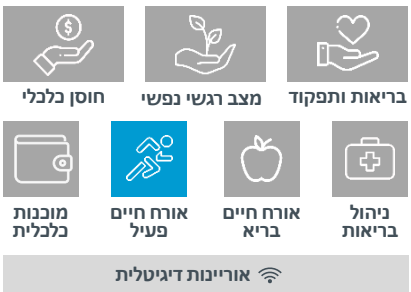 בריאות ותפקוד
מצב רגשי נפשי
חוסן כלכלי
ניהול
בריאות
אורח חיים
בריא
אורח חיים
פעיל
מוכנות
כלכלית
אוריינות דיגיטלית